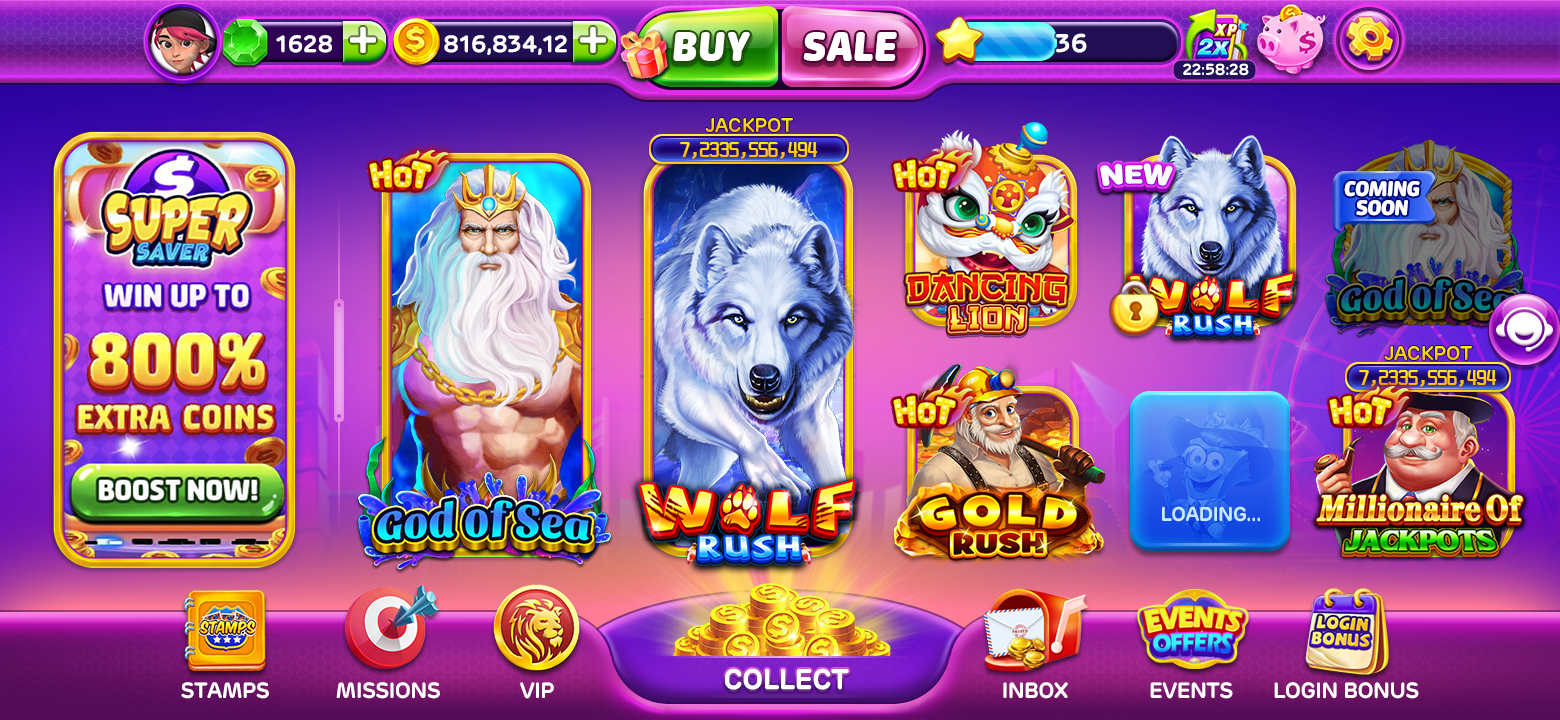 1628
816,834,12
BUY
SALE
36
XP
2X
22:58:28
SUPER
SAVER
WIN UP TO
800%
EXTRA COINS
BOOST NOW!
HOT
God of Sea
JACKPOT
7,2335,556,494
WOLF
RUSH
HOT
DANCING
LION
NEW
WOLF
RUSH
COMING
SOON
God of Sea
HOT
GOLD
RUSH
LOADING...
JACKPOT
7,2335,556,494
HOT
Millionaire Of
JACKPOTS
STAMPS
STAMPS
MISSIONS
VIP
COLLECT
INBOX
EVENTS
OFFERS
EVENTS
LOGIN
BONUS
LOGIN BONUS